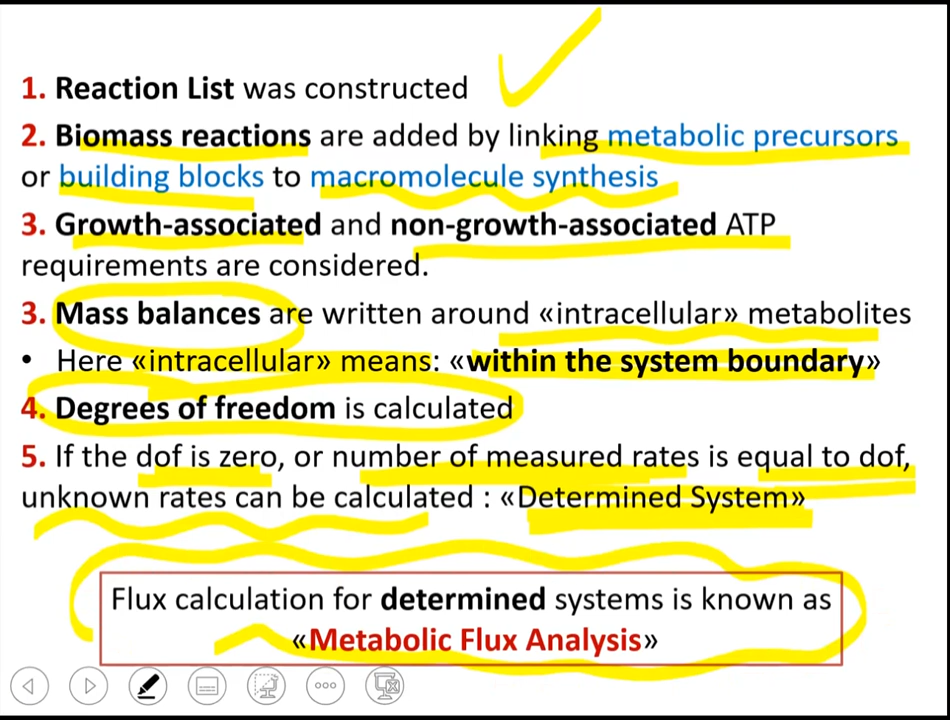 1. Reaction List was constructed
2. Biomass reactions are added by linking metabolic precursors
or building blocks to macromolecule synthesis
3. Growth-associated and non-growth-associated ATP
requirements are considered.
3. Mass balances are written around «intracellular» metabolites
• Here «intracellular» means: «within the system boundary»
4. Degrees of freedom is calculated
5. If the dof is zero, or number of measured rates is equal to dof,
unknown rates can be calculated : «Determined System»
Flux calculation for determined systems is known as
«Metabolic Flux Analysis»